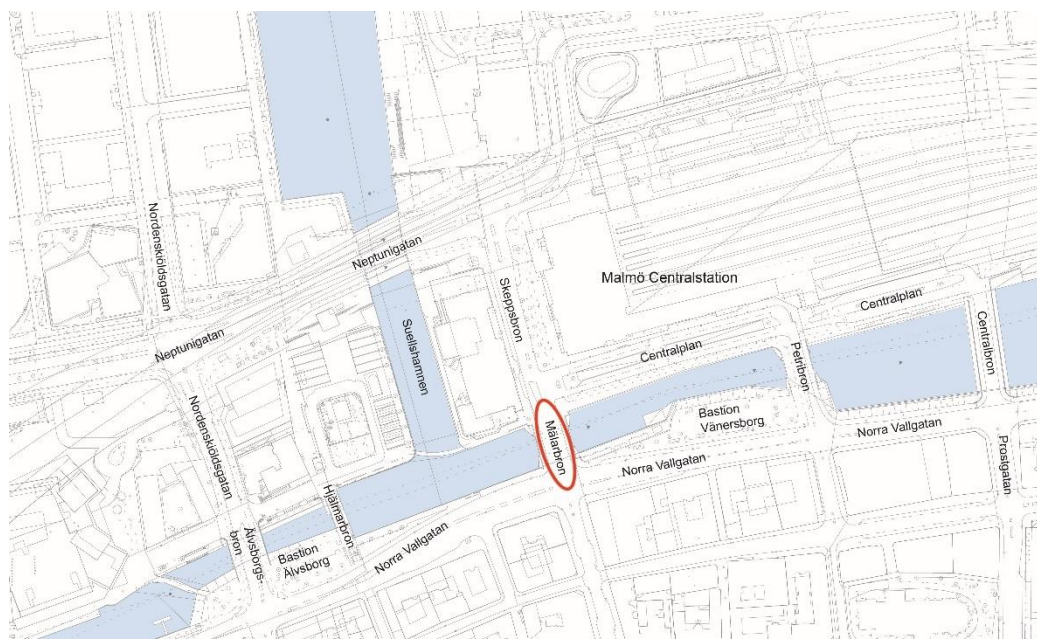 Nordenskiöldsgatan
Neptunigatan
Neptunigatan
Skeppsbron
Malmö Centralstation
Centralplan
Centralplan
Centralbron
Petribron
Suellshamnen
Nordenskiöldsgatan
Mälarbron
Bastion
Vänersborg
Norra Vallgatan
Norra Vallgatan
Prostgatan
Hjälmarbron
Älvsborgs-
bron
Bastion
Älvsborg
Norra Vallgatan